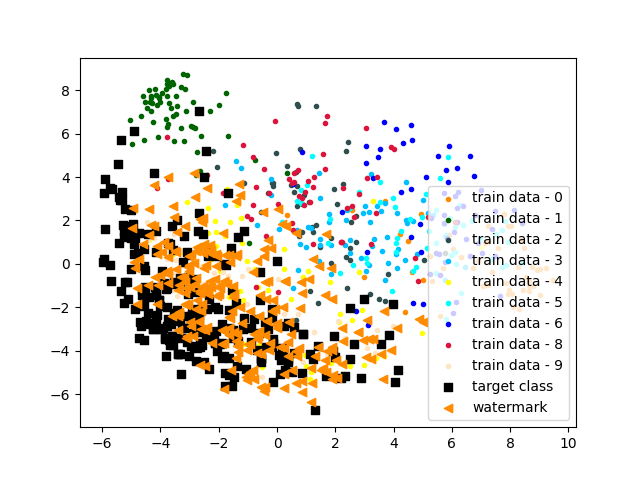 8
6
4
2
0
−2
−4
−6
−6 −4 −2 0 2 4 6 8 10
train data - 0
train data - 1
train data - 2
train data - 3
train data - 4
train data - 5
train data - 6
train data - 8
train data - 9
target class
watermark